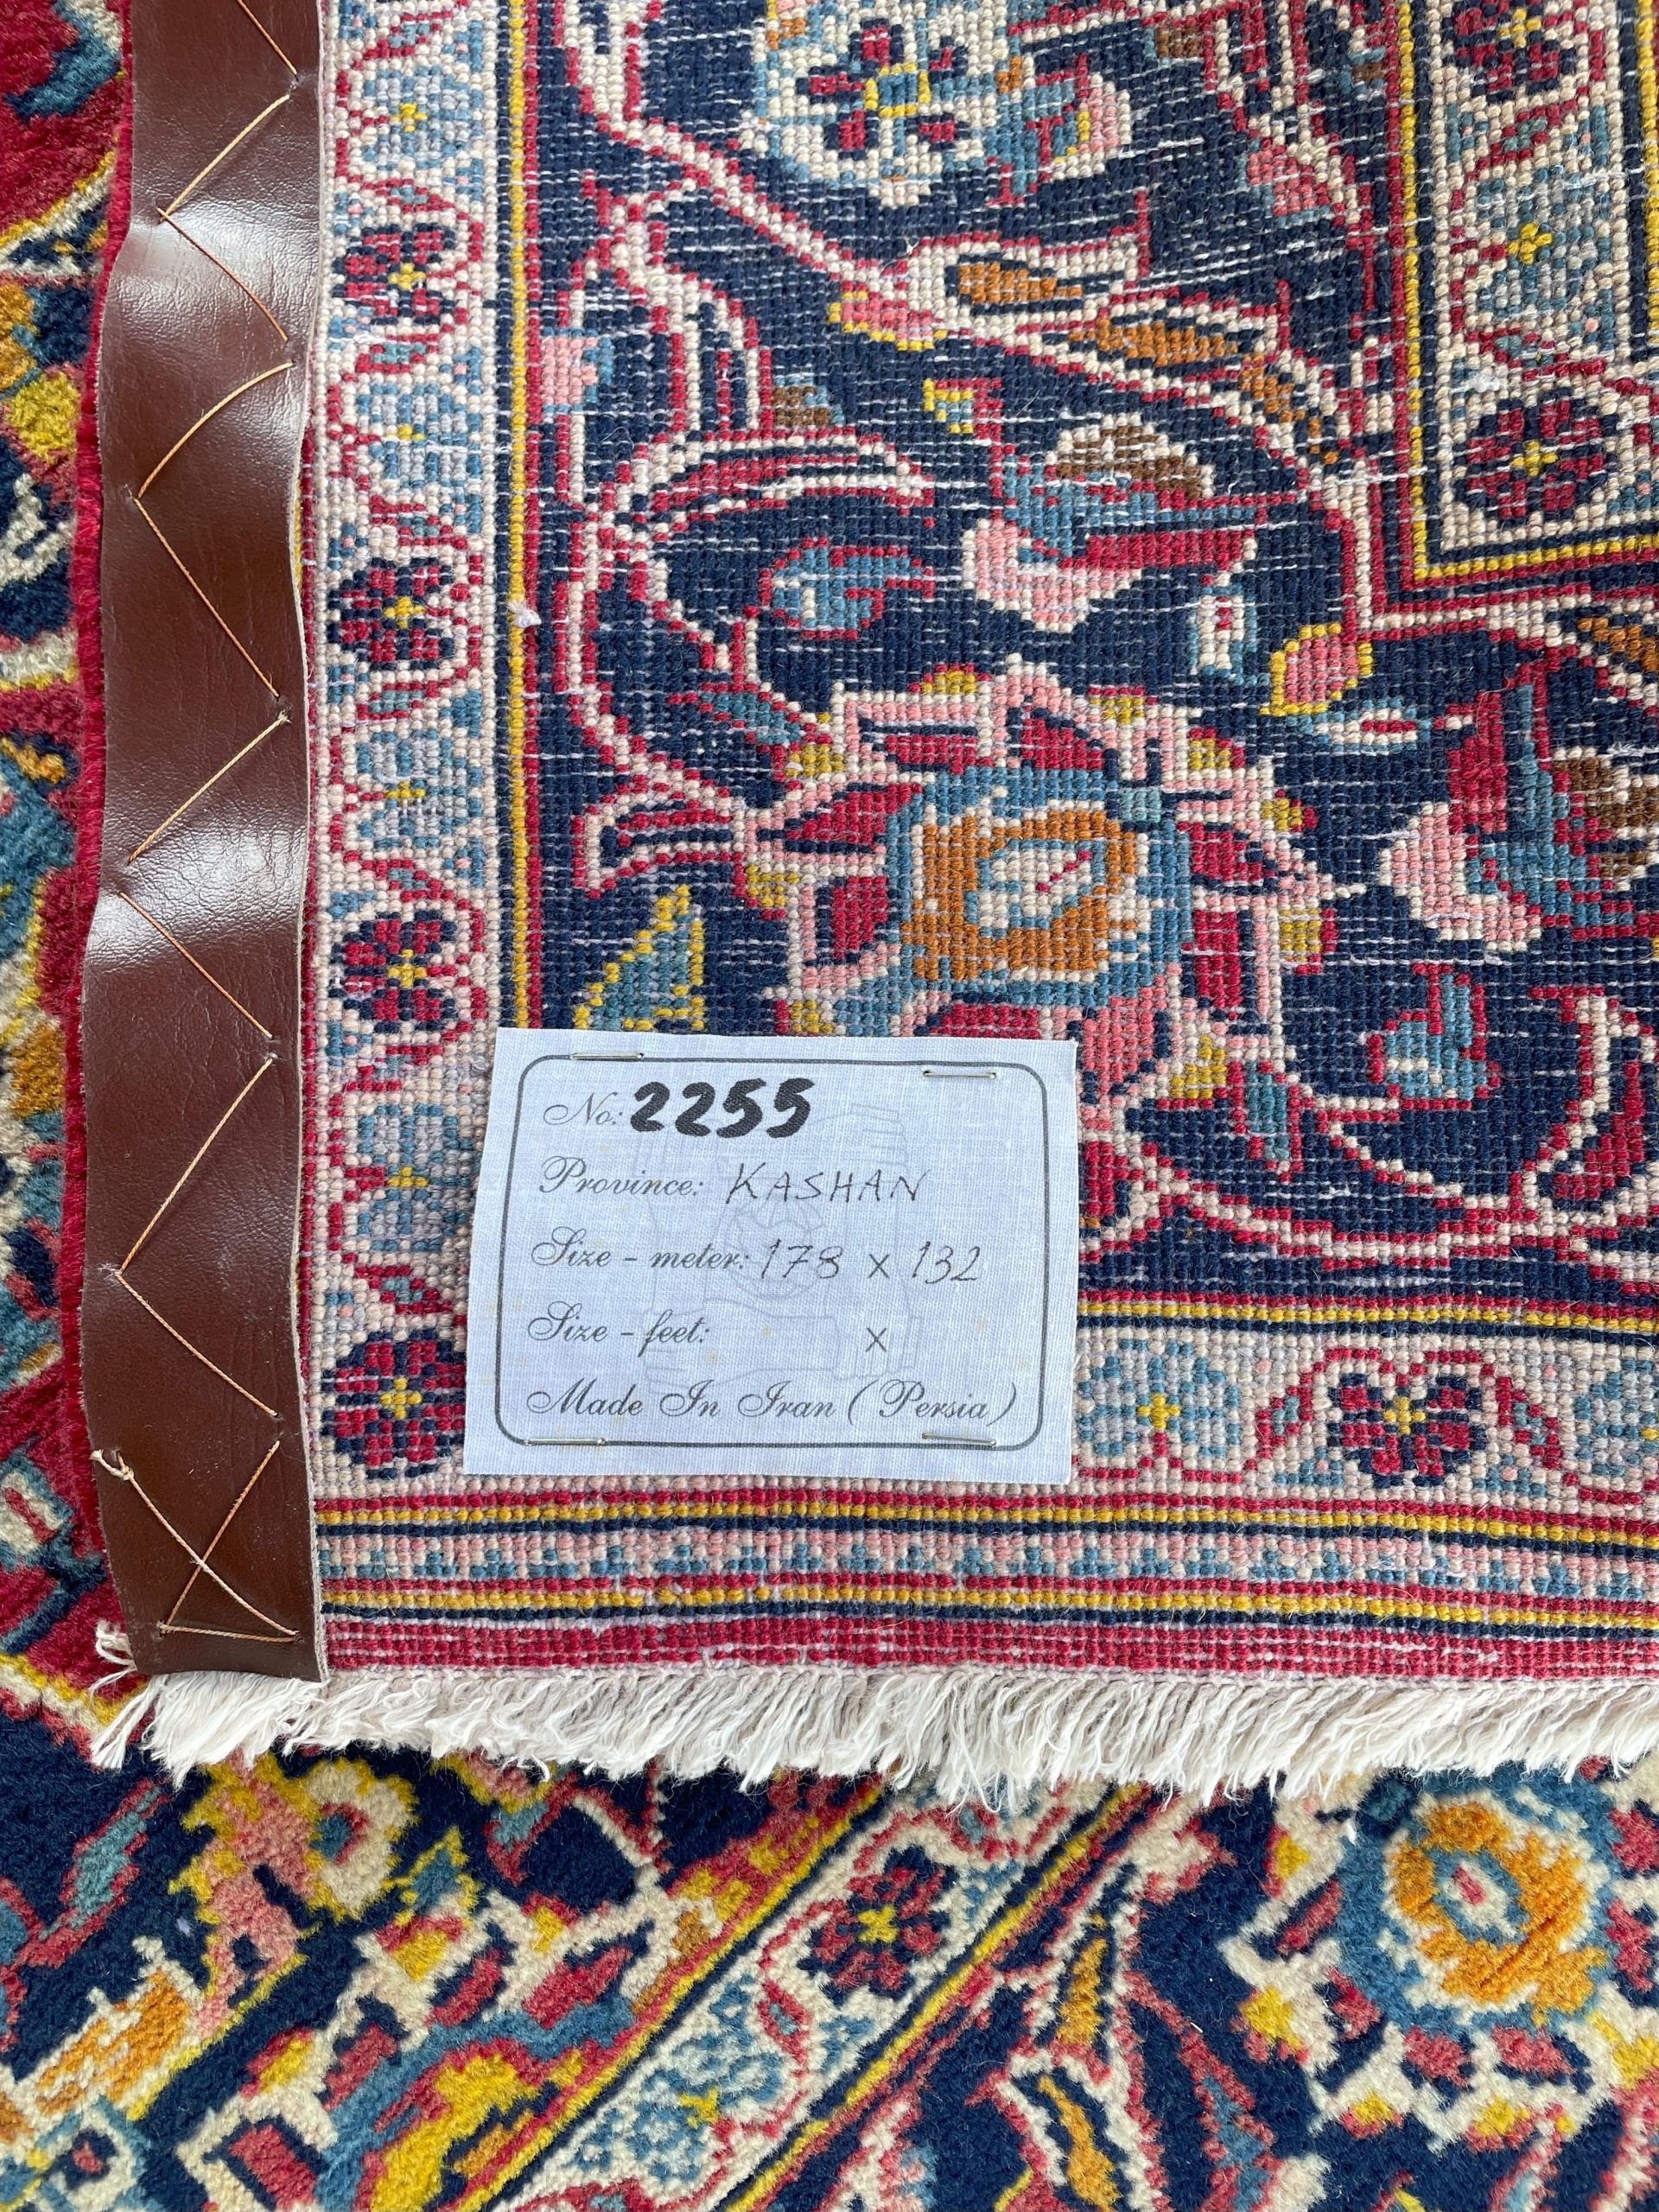 No: 2255
Province: KASHAN
Size - meter: 178 x 132
Size - feet: x
Made In Iran (Persia)